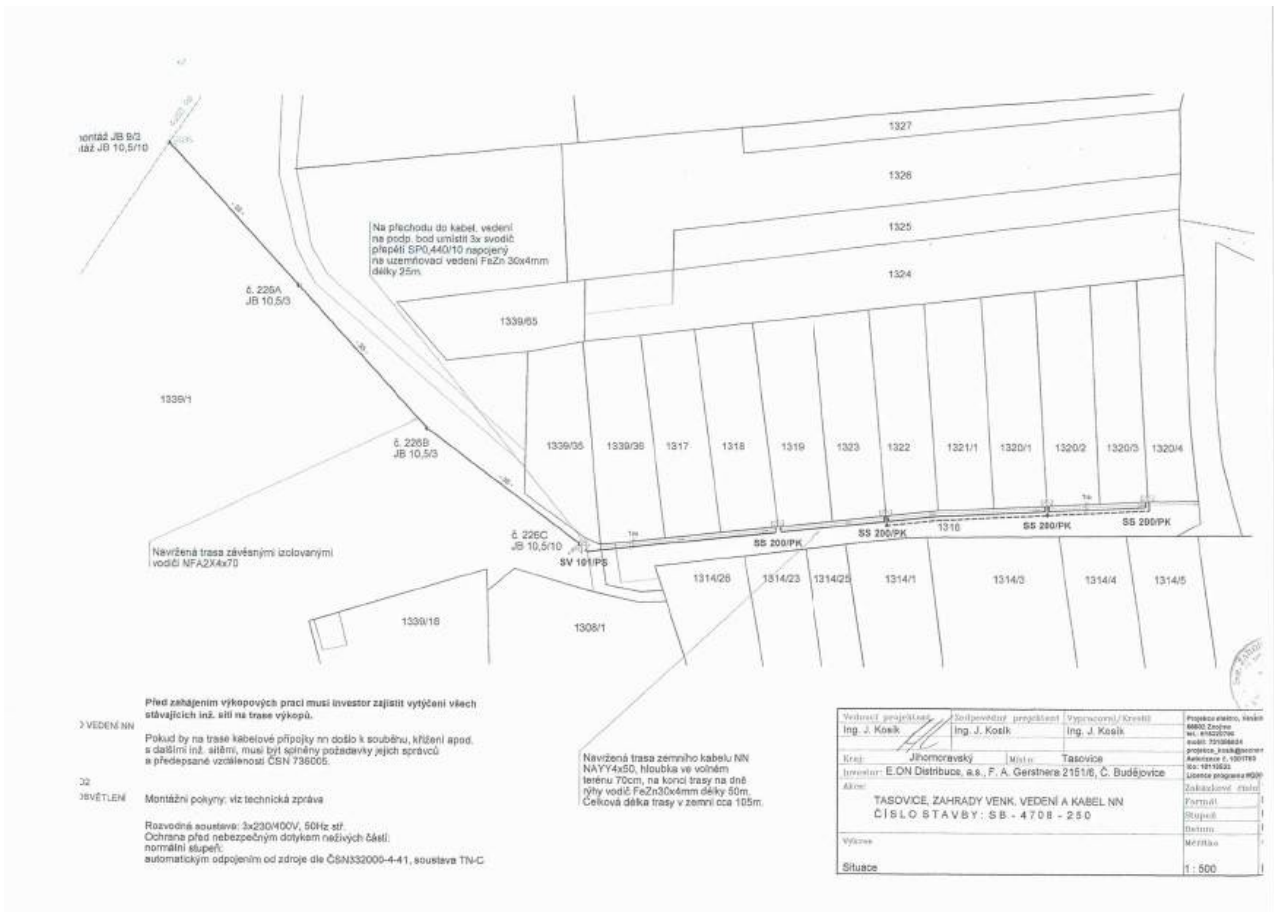 montáž JB 9/3
táž JB 10,5/10
1327
1326
1325
1324
Na přechodu do kabel. vedení
na podp. bod umístit 3x svodič
přepětí SP0,440/10 napojený
na uzemňovací vedení FeZn 30x4mm
délky 25m.
č. 226A
JB 10,5/3
1339/65
1339/1
č. 226B
JB 10,5/3
1339/35
1339/36
1317
1318
1319
1323
1322
1321/1
1320/1
1320/2
1320/3
1320/4
č. 226C
JB 10,5/10
SV 101/PS
SS 200/PK
SS 200/PK
1316
SS 200/PK
SS 200/PK
Navržená trasa závěsnými izolovanými
vodiči NFA2X4x70
1314/26
1314/23
1314/25
1314/1
1314/3
1314/4
1314/5
1339/18
1308/1
Před zahájením výkopových prací musí investor zajistit vytýčení všech
stávajících inž. sítí na trase výkopů.
VEDENÍ NN
Pokud by na trase kabelové přípojky nn došlo k souběhu, křížení apod.
s dalšími inž. sítěmi, musí být splněny požadavky jejich správců
a předepsané vzdálenosti ČSN 736005.
Montážní pokyny: viz technická zpráva
Rozvodná soustava: 3x230/400V, 50Hz stř.
Ochrana před nebezpečným dotykem neživých částí:
normální stupeň:
automatickým odpojením od zdroje dle ČSN332000-4-41, soustava TN-C
Navržená trasa zemního kabelu NN
NAYY4x50, hloubka ve volném
terénu 70cm, na konci trasy na dně
rýhy vodič FeZn30x4mm délky 50m.
Celková délka trasy v zemni cca 105m.
Vedoucí projektant
Zodpovědný projektant
Vypracoval/Kreslil
Ing. J. Kosík
Ing. J. Kosík
Ing. J. Kosík
Kraj: Jihomoravský
Místo: Tasovice
Investor: E.ON Distribuce, a.s., F. A. Gerstnera 2151/6, Č. Budějovice
Akce:
TASOVICE, ZAHRADY VENK. VEDENÍ A KABEL NN
ČÍSLO STAVBY: SB - 4708 - 250
Výkres
Situace
Zakázkové číslo
Formát
Stupeň
Datum
Měřítko
1 : 500